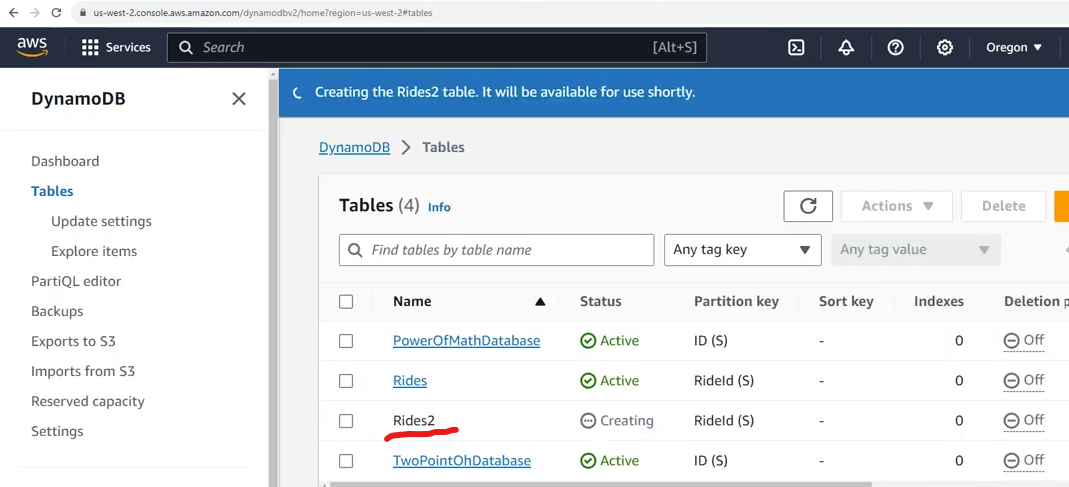 us-west-2.console.aws.amazon.com/dynamodbv2/home?region=us-west-2#tables
aws Services Search [Alt+S] Oregon
DynamoDB
Creating the Rides2 table. It will be available for use shortly.
DynamoDB Tables
Dashboard
Tables
Update settings
Explore items
PartiQL editor
Backups
Exports to S3
Imports from S3
Reserved capacity
Settings
Tables (4) Info Actions Delete
Find tables by table name Any tag key Any tag value
Name Status Partition key Sort key Indexes Deletion p
PowerOfMathDatabase Active ID (S) - 0 Off
Rides Active RideId (S) - 0 Off
Rides2 Creating RideId (S) - 0 Off
TwoPointOhDatabase Active ID (S) - 0 Off